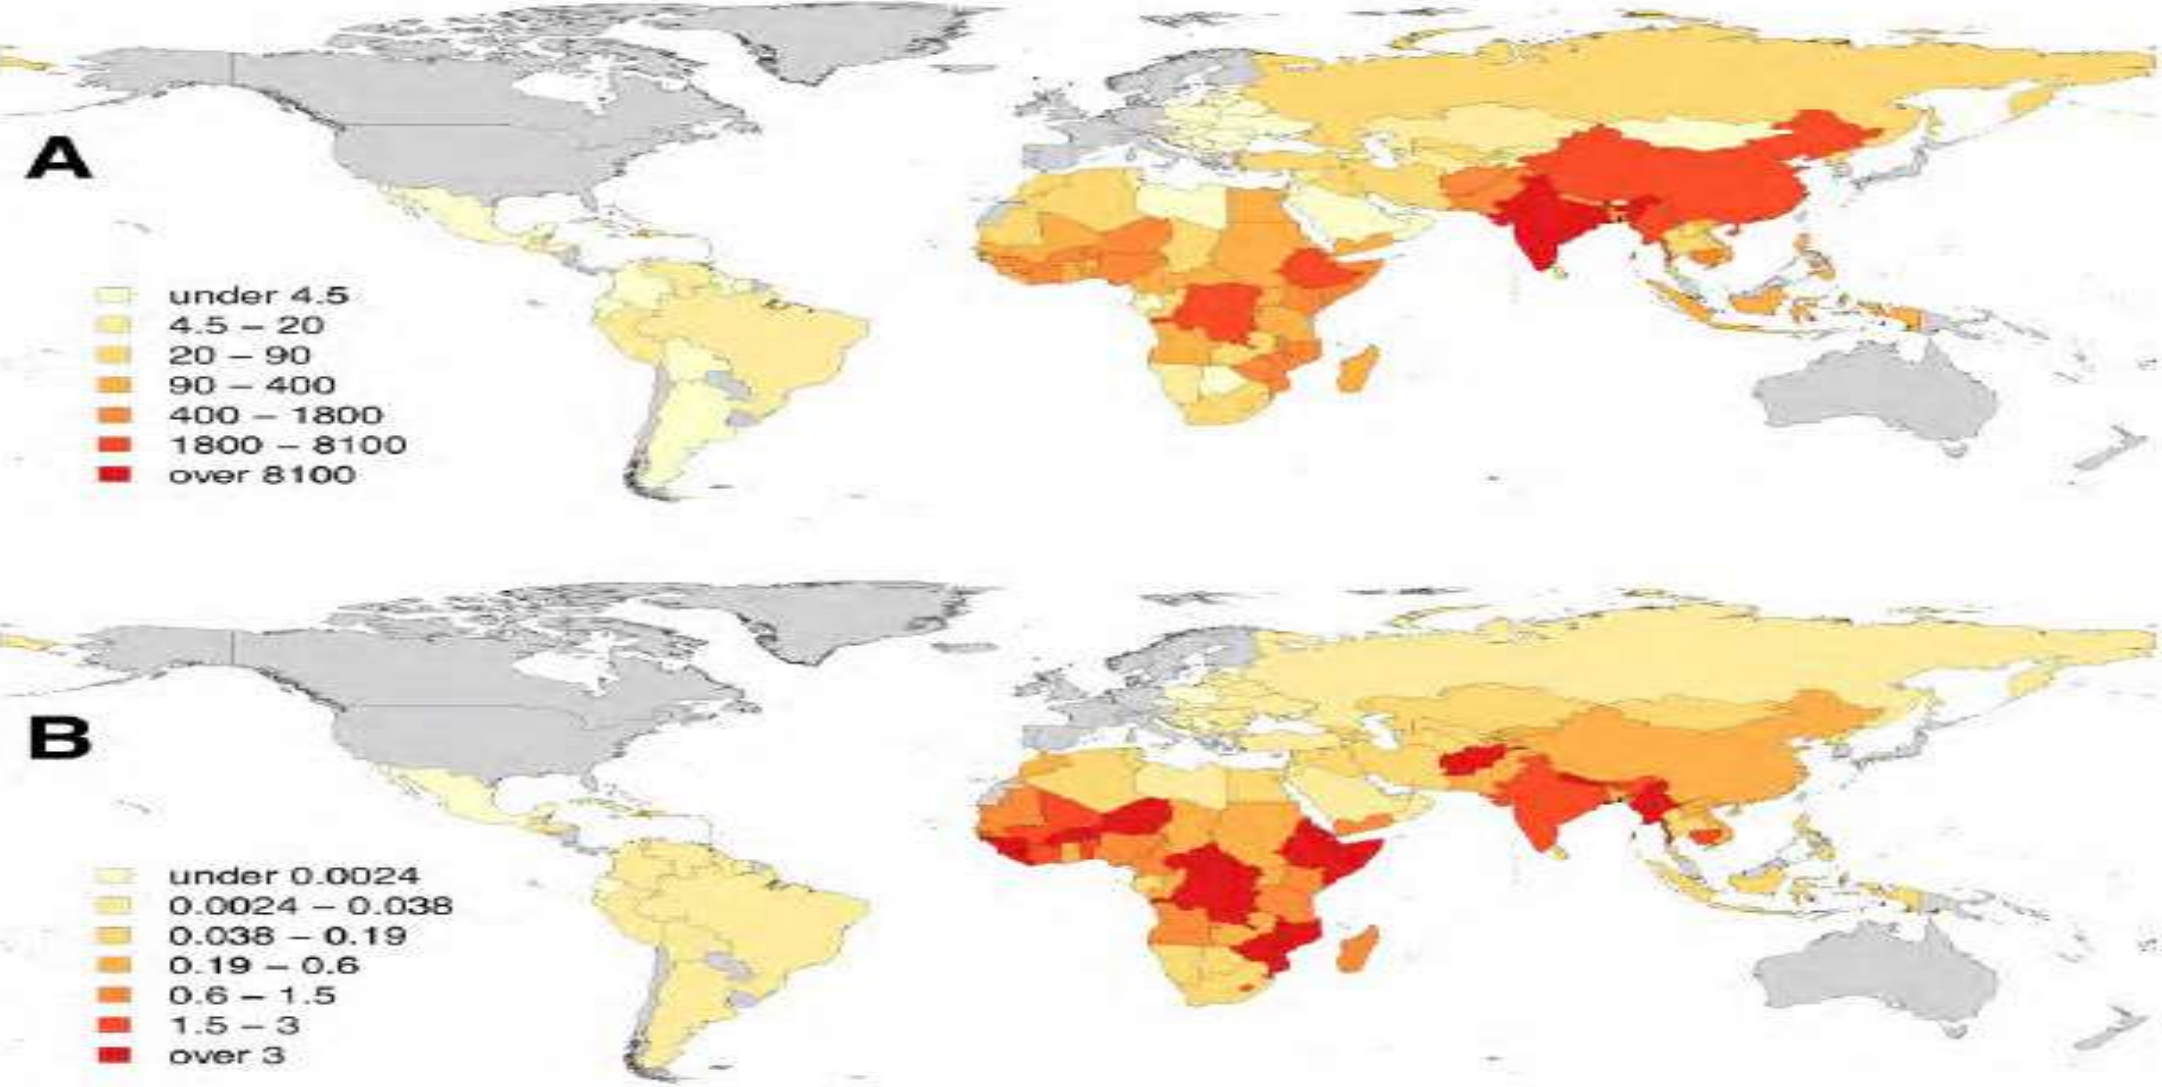 A
under 4.5
4.5 – 20
20 – 90
90 – 400
400 – 1800
1800 – 8100
over 8100
B
under 0.0024
0.0024 – 0.038
0.038 – 0.19
0.19 – 0.6
0.6 – 1.5
1.5 – 3
over 3